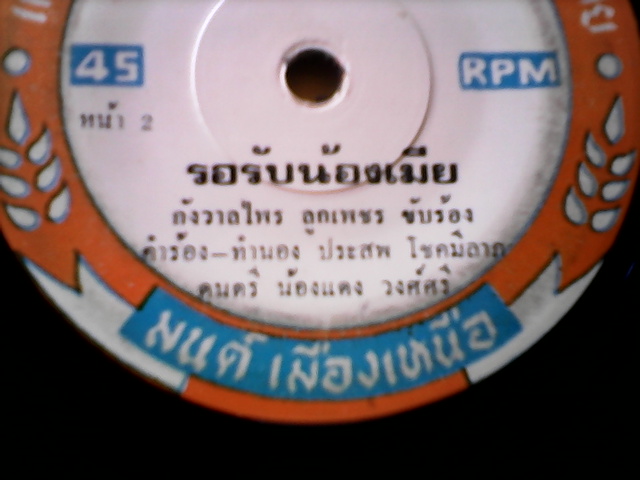 45 RPM
หน้า 2
รอรับน้องเมีย
กังวาลไพร ลูกเพชร ขับร้อง
คำร้อง-ทำนอง ประสพ โชคมีลาภ
ดนตรี น้องแดง วงศ์ศรี
มนต์เมืองเหนือ